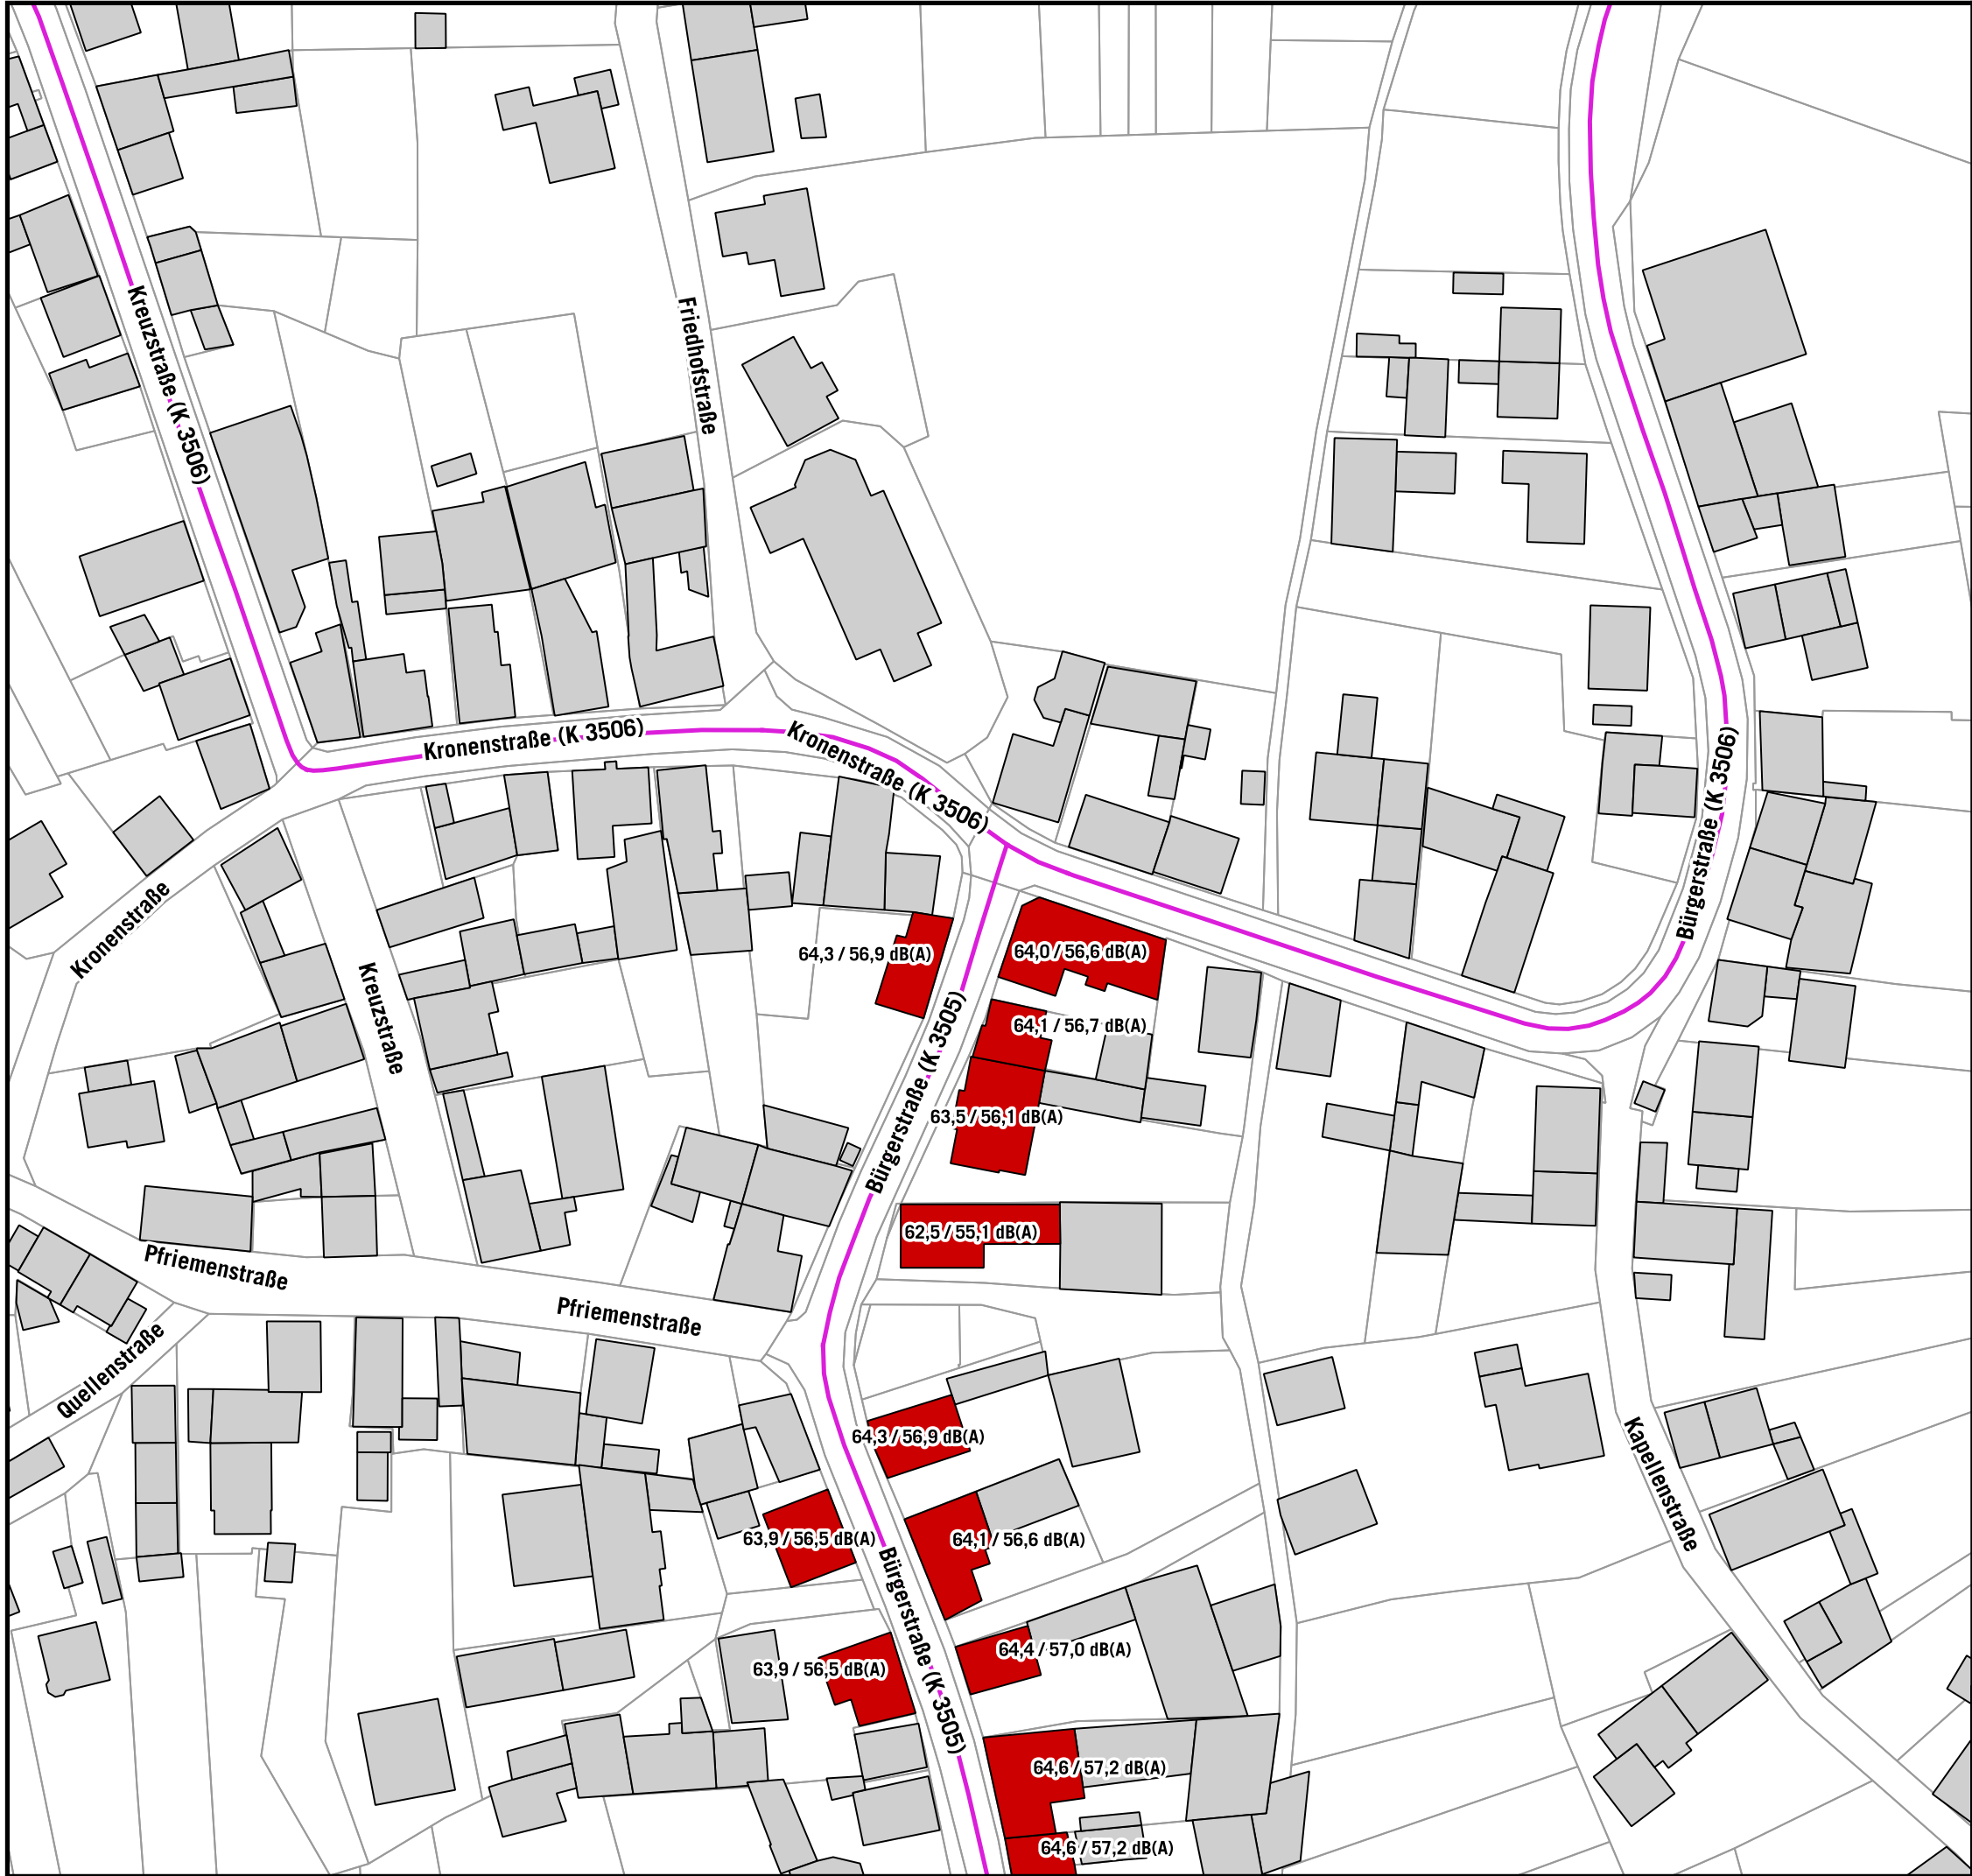 Kreuzstraße (K 3506)
Friedhofstraße
Kronenstraße (K 3506)
Kronenstraße (K 3506)
Bürgerstraße (K 3506)
Kronenstraße
Kreuzstraße
64,3 / 56,9 dB(A)
64,0 / 56,6 dB(A)
64,1 / 56,7 dB(A)
Bürgerstraße (K 3505)
63,5 / 56,1 dB(A)
62,5 / 55,1 dB(A)
Pfriemenstraße
Pfriemenstraße
Quellenstraße
64,3 / 56,9 dB(A)
Kapellenstraße
63,9 / 56,5 dB(A)
64,1 / 56,6 dB(A)
Bürgerstraße (K 3505)
64,4 / 57,0 dB(A)
63,9 / 56,5 dB(A)
64,6 / 57,2 dB(A)
64,6 / 57,2 dB(A)